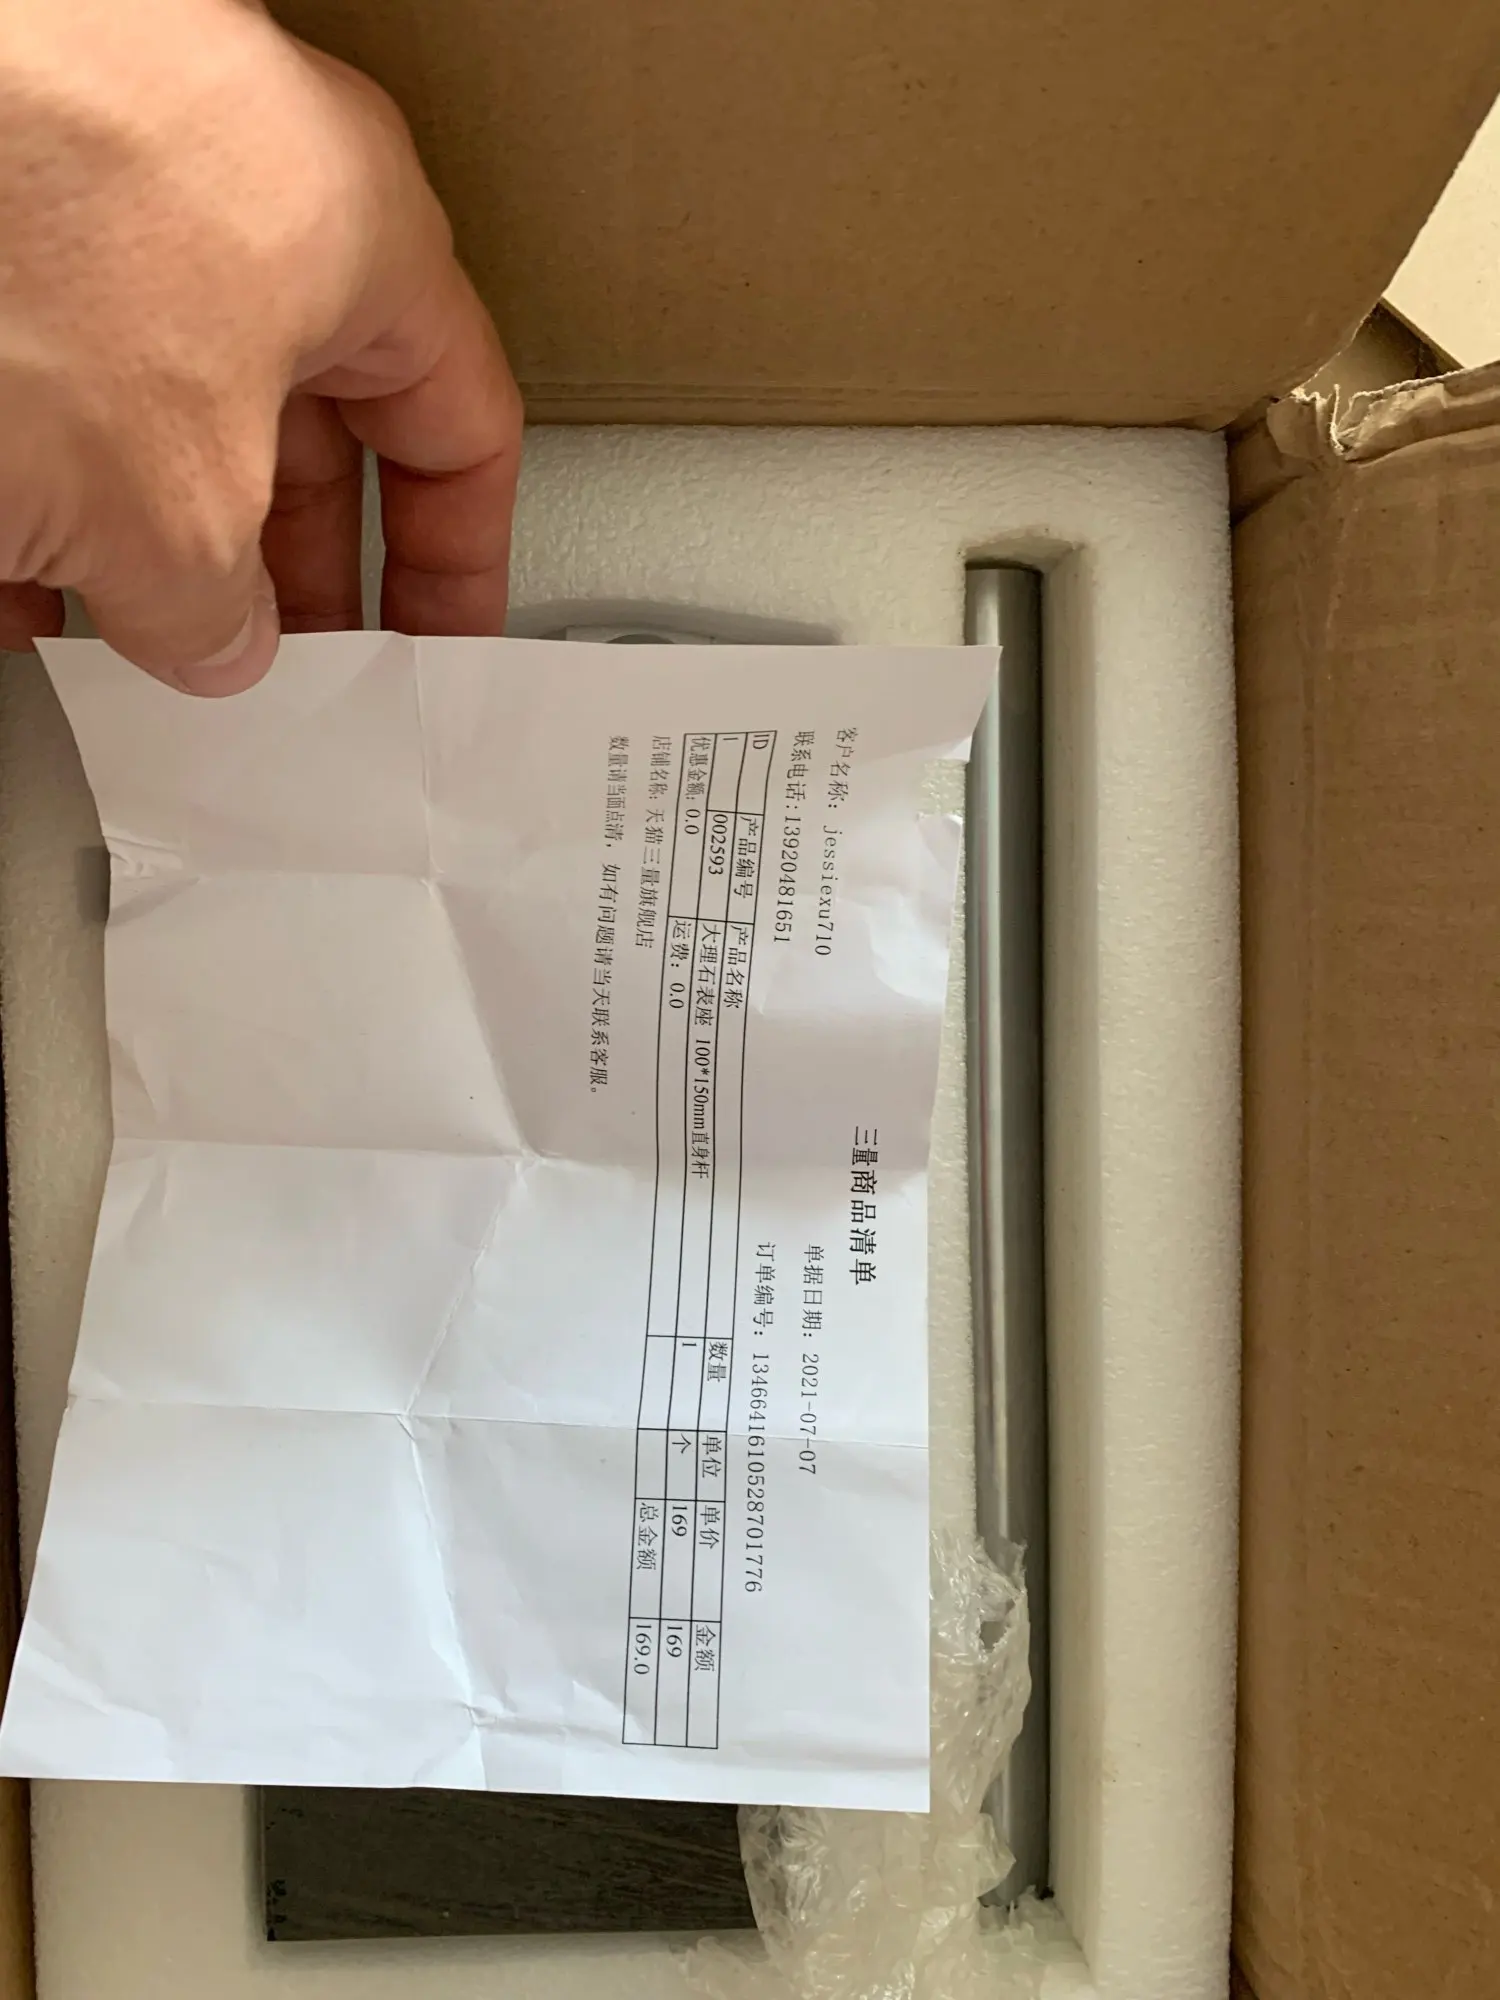 三量商品清单
客户名称: jessiexu710 单据日期: 2021-07-07
联系电话: 13920481651 订单编号: 1346641610528701776
ID 产品编号 产品名称 数量 单位 单价 金额
1 002593 大理石表座 100*150mm直身杆 1 个 169 169
优惠金额: 0.0 运费: 0.0 总金额 169.0
店铺名称: 天猫三量旗舰店
数量请当面点清，如有问题请当天联系客服。